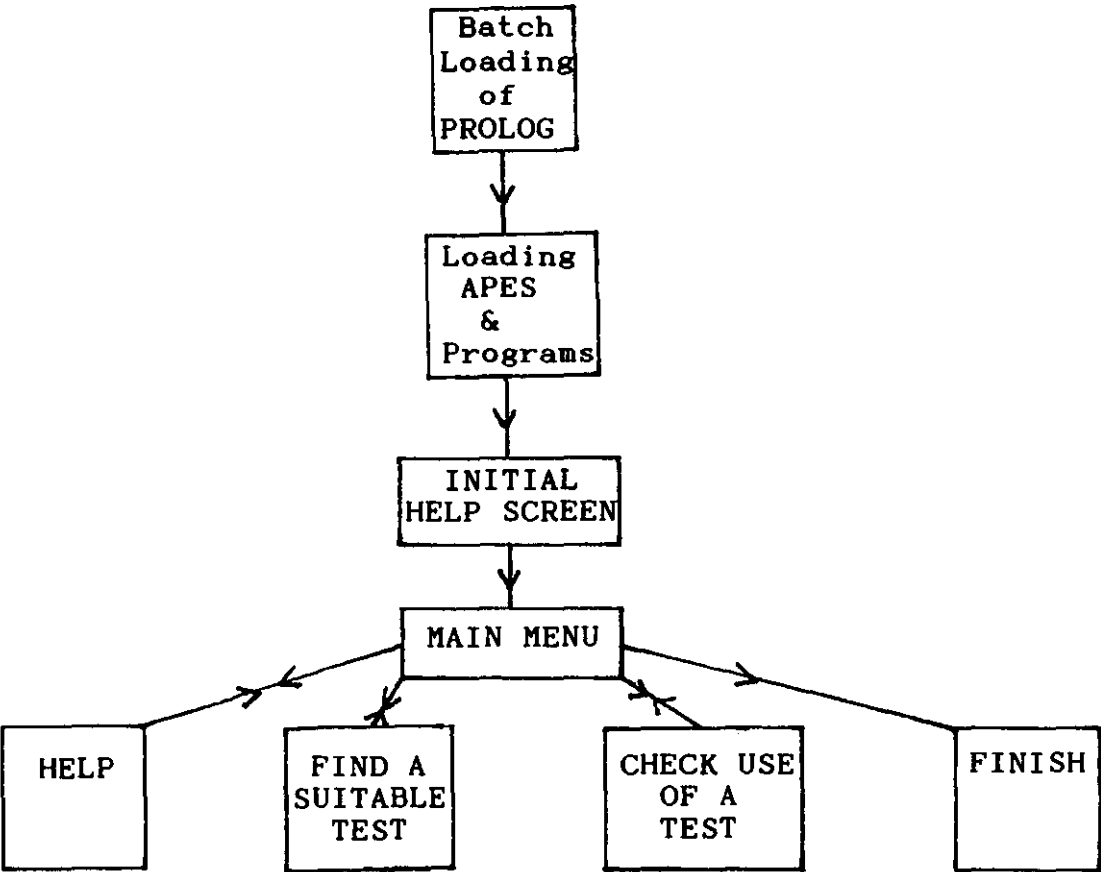 Batch
Loading
of
PROLOG
Loading
APES
&
Programs
INITIAL
HELP SCREEN
MAIN MENU
HELP
FIND A
SUITABLE
TEST
CHECK USE
OF A
TEST
FINISH